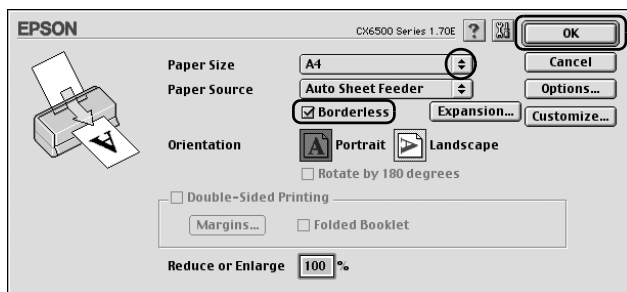 EPSON CX6500 Series 1.70E ? OK
Paper Size A4 Cancel
Paper Source Auto Sheet Feeder Options...
Borderless Expansion... Customize...
Orientation A Portrait A Landscape
Rotate by 180 degrees
Double-Sided Printing
Margins... Folded Booklet
Reduce or Enlarge 100 %
A